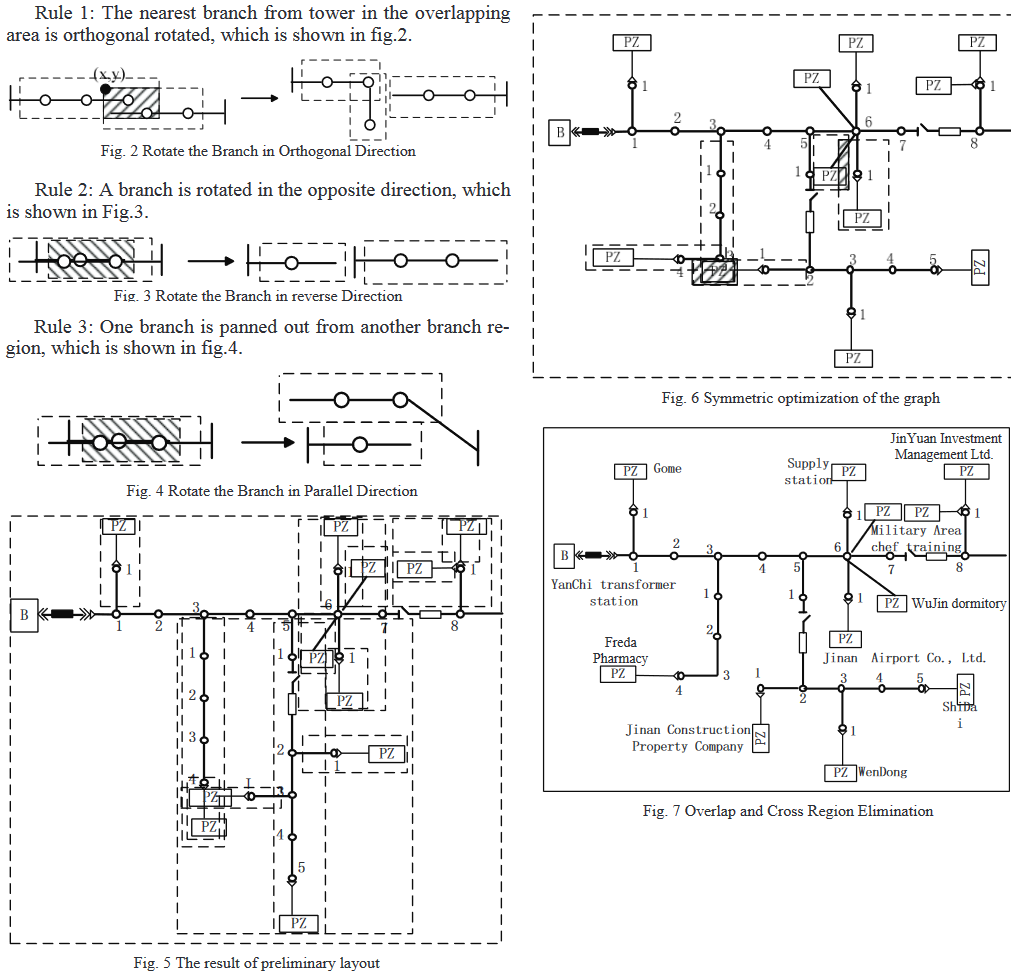 Rule 1: The nearest branch from tower in the overlapping
area is orthogonal rotated, which is shown in fig.2.
(x,y)
Fig. 2 Rotate the Branch in Orthogonal Direction
Rule 2: A branch is rotated in the opposite direction, which
is shown in Fig.3.
Fig. 3 Rotate the Branch in reverse Direction
Rule 3: One branch is panned out from another branch re-
gion, which is shown in fig.4.
Fig. 4 Rotate the Branch in Parallel Direction
PZ PZ PZ
1 PZ PZ 1
B 1 2 3 4 5 6 7 8
1 1 PZ 1
2 PZ
3 2 PZ
1
4 1 3
PZ
PZ 4
5
PZ
Fig. 5 The result of preliminary layout
PZ PZ PZ
1 PZ 1 PZ 1
B 1 2 3 4 5 6 7 8
1 1 PZ 1
2 PZ
PZ 4 3 1 2 3 4 5 PZ
PZ
1
PZ
Fig. 6 Symmetric optimization of the graph
JinYuan Investment
Management Ltd.
PZ Gome
Supply
station
PZ PZ
1 1 PZ PZ 1
Military Area
chef training
B 1 2 3 4 5 6 7 8
YanChi transformer
station
1 1 1 PZ WuJin dormitory
2 PZ
Jinan Airport Co., Ltd.
Freda
Pharmacy
PZ 4 3 1 2 3 4 5 PZ
ShiDa
i
Jinan Construction
Property Company
PZ 1
PZ WenDong
Fig. 7 Overlap and Cross Region Elimination